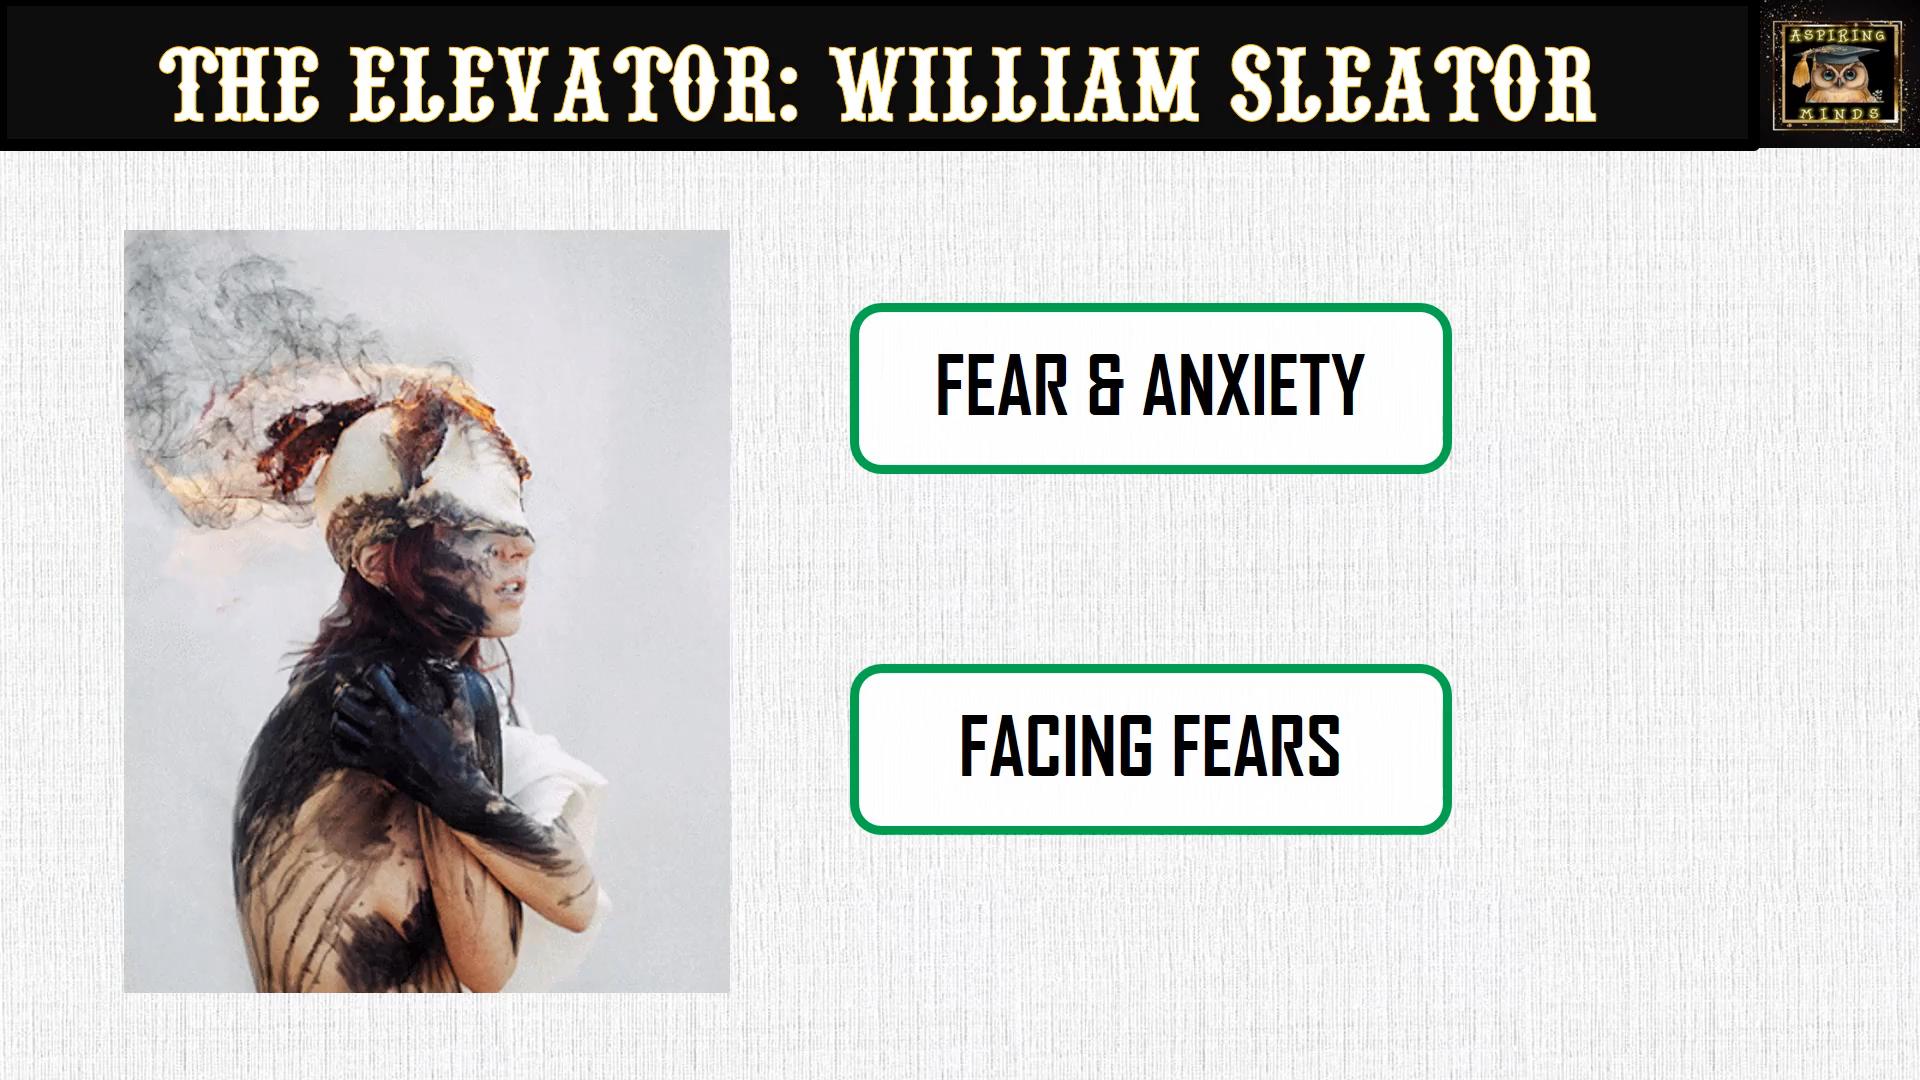 THE ELEVATOR: WILLIAM SLEATOR
ASPIRING
MINDS
FEAR & ANXIETY
FACING FEARS